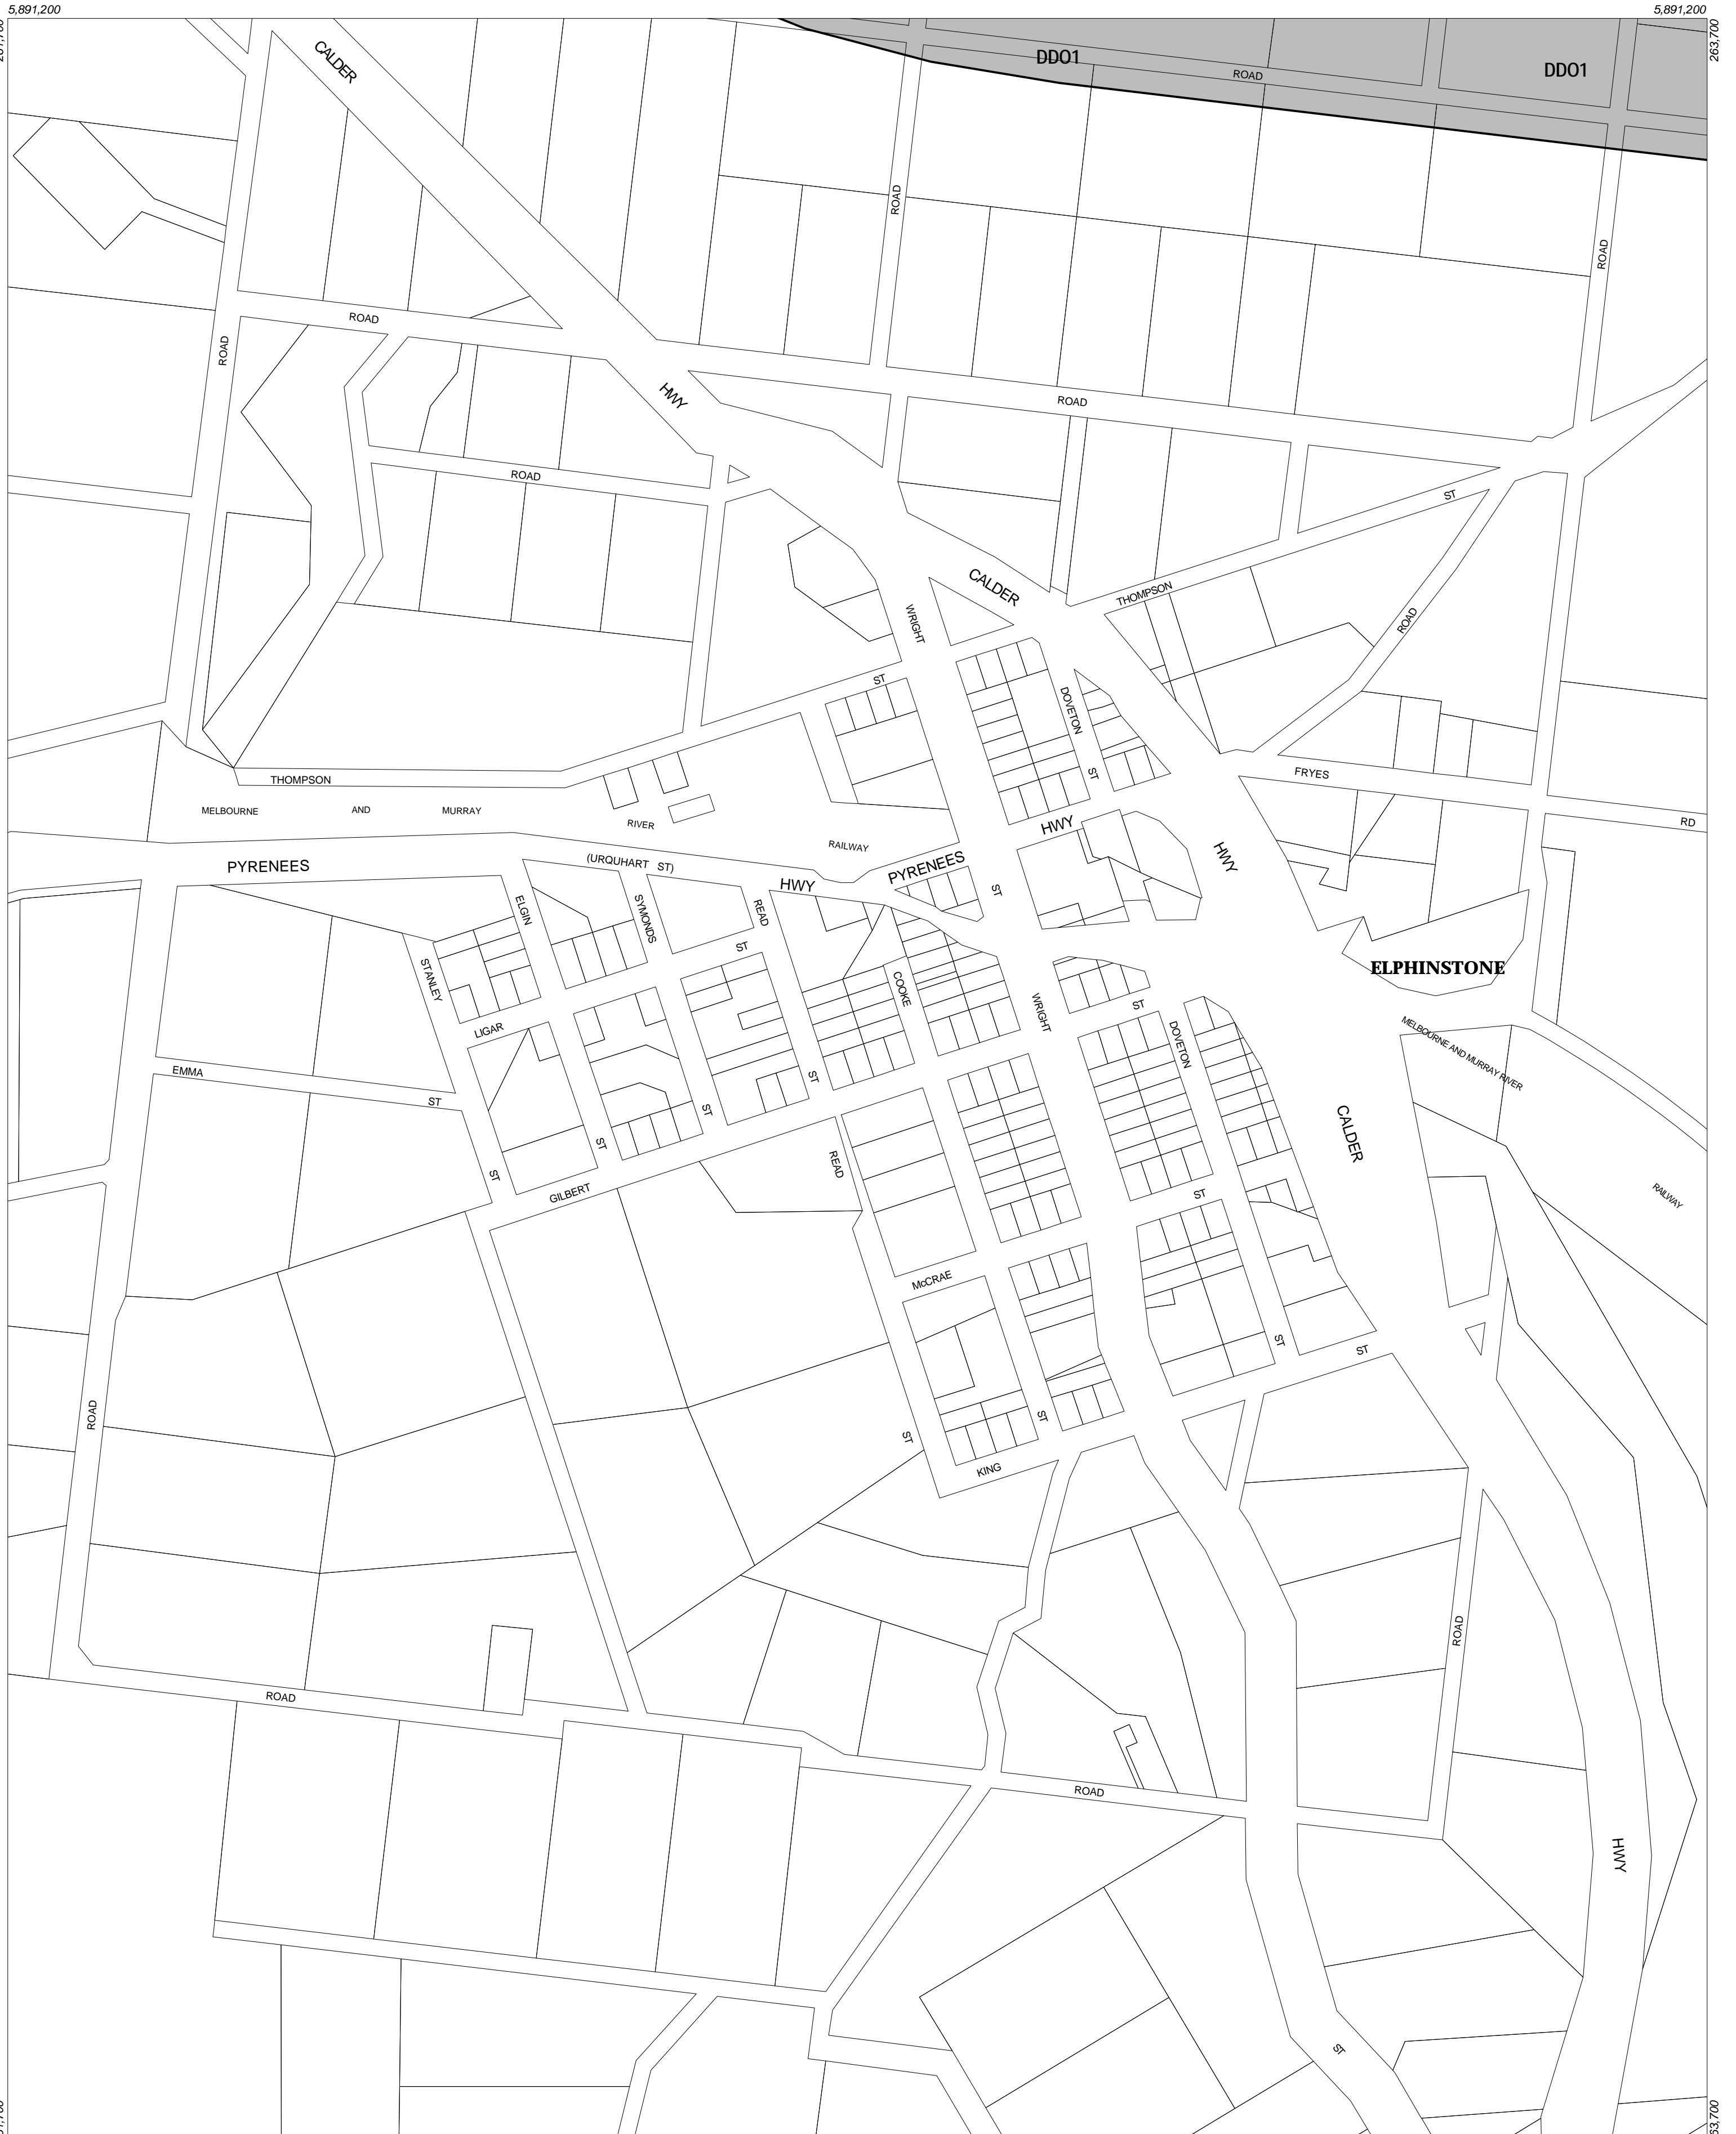 5,891,200
5,891,200
263,700
CALDER
DDO1
ROAD
DDO1
ROAD
ROAD
ROAD
ROAD
HWY
ROAD
ROAD
ST
CALDER
THOMPSON
WRIGHT
ROAD
ST
DOVETON
ST
THOMPSON
FRYES
RD
MELBOURNE AND MURRAY
RIVER
RAILWAY
HWY
HWY
PYRENEES
(URQUHART ST)
HWY
PYRENEES
ST
ELGIN
SYMONDS
READ
ST
STANLEY
COOKE
WRIGHT
ST
DOVETON
ELPHINSTONE
LIGAR
MELBOURNE AND MURRAY RIVER
EMMA
ST
ST
ST
ST
ST
CALDER
READ
GILBERT
ST
RAILWAY
McCRAE
ST
ST
ROAD
ST
ST
KING
ROAD
ROAD
ROAD
HWY
ST